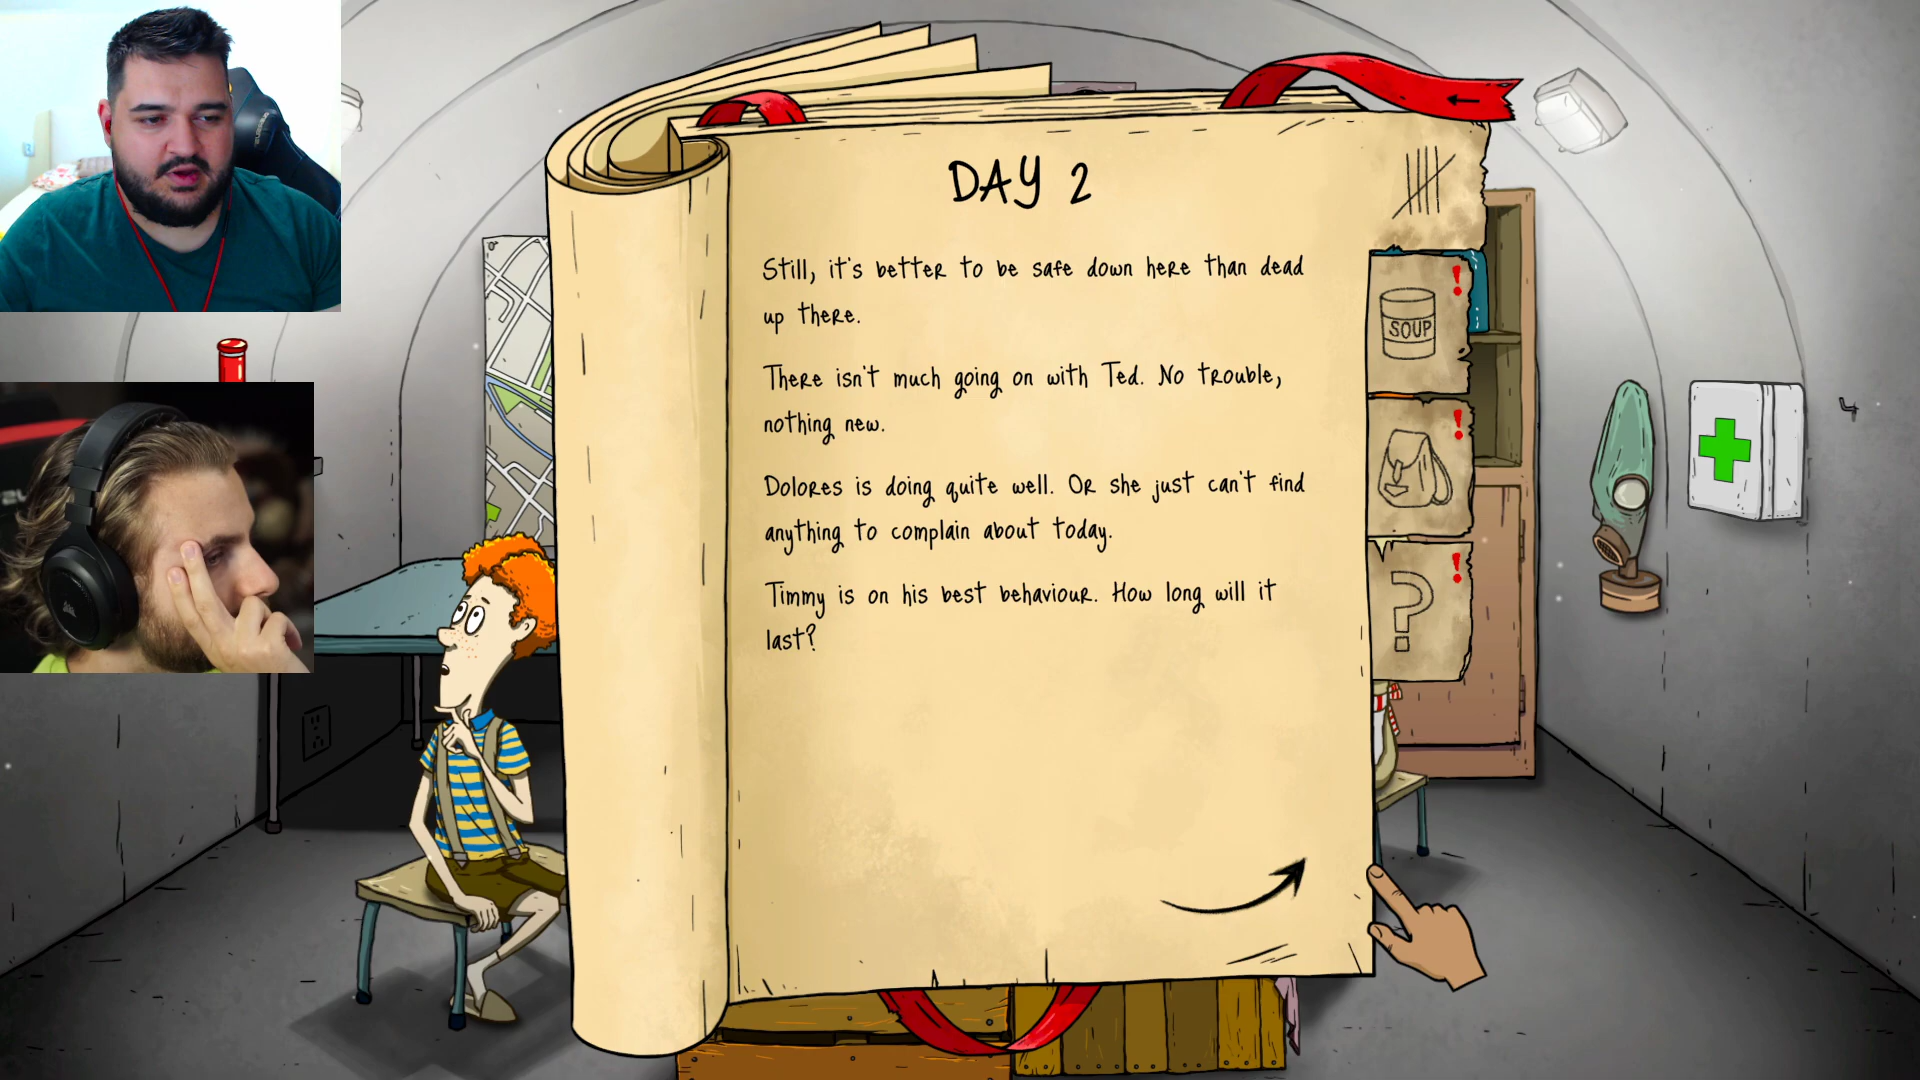 DAY 2
Still, it's better to be safe down here than dead
up there.
There isn't much going on with Ted. No trouble,
nothing new.
Dolores is doing quite well. Or she just can't find
anything to complain about today.
Timmy is on his best behaviour. How long will it
last?
!
SOUP
!
!
?